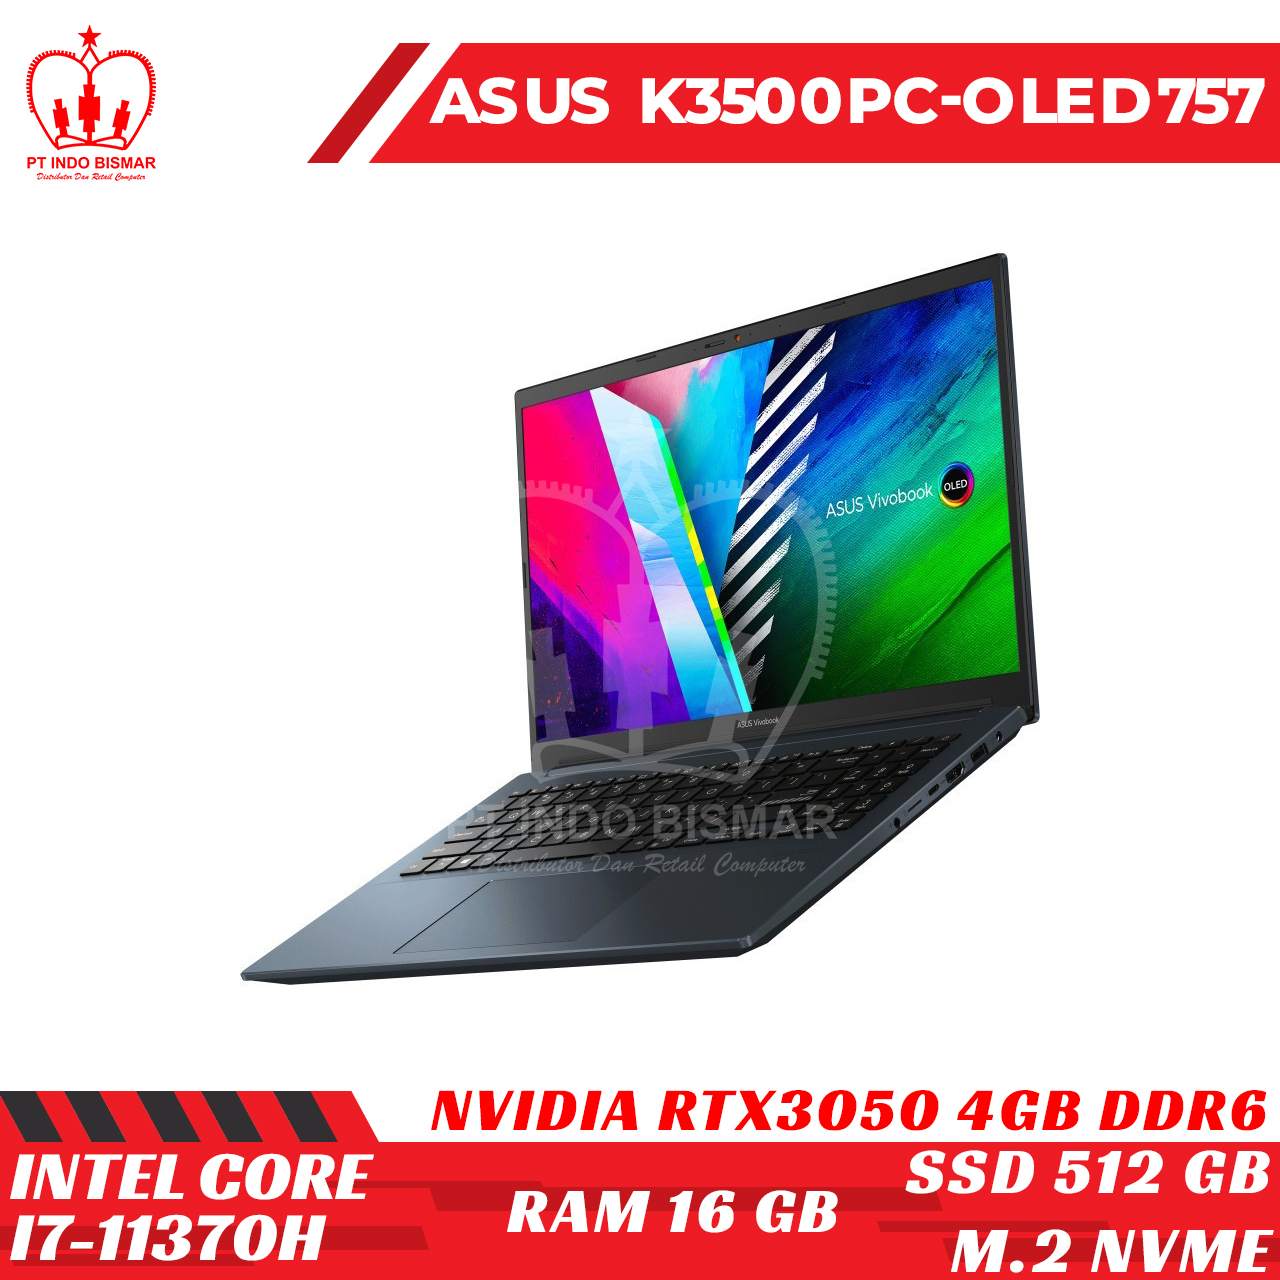 PT INDO BISMAR
Distributor Dan Retail Computer
ASUS K3500PC-OLED757
ASUS Vivobook OLED
ASUS Vivobook
PT INDO BISMAR
Distributor Dan Retail Computer
NVIDIA RTX3050 4GB DDR6
INTEL CORE
I7-11370H
RAM 16 GB
SSD 512 GB
M.2 NVME